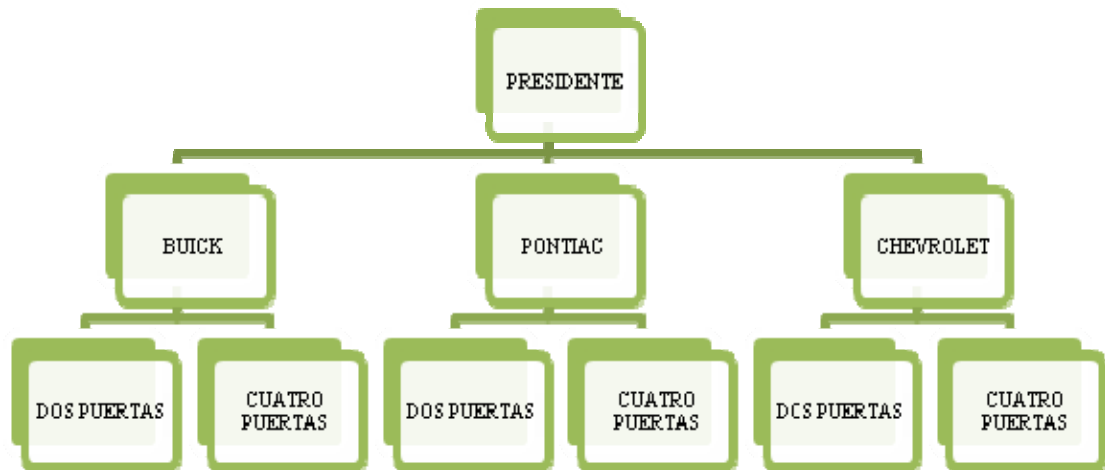 PRESIDENTE
BUICK
PONTIAC
CHEVROLET
DOS PUERTAS
CUATRO
PUERTAS
DOS PUERTAS
CUATRO
PUERTAS
DOS PUERTAS
CUATRO
PUERTAS